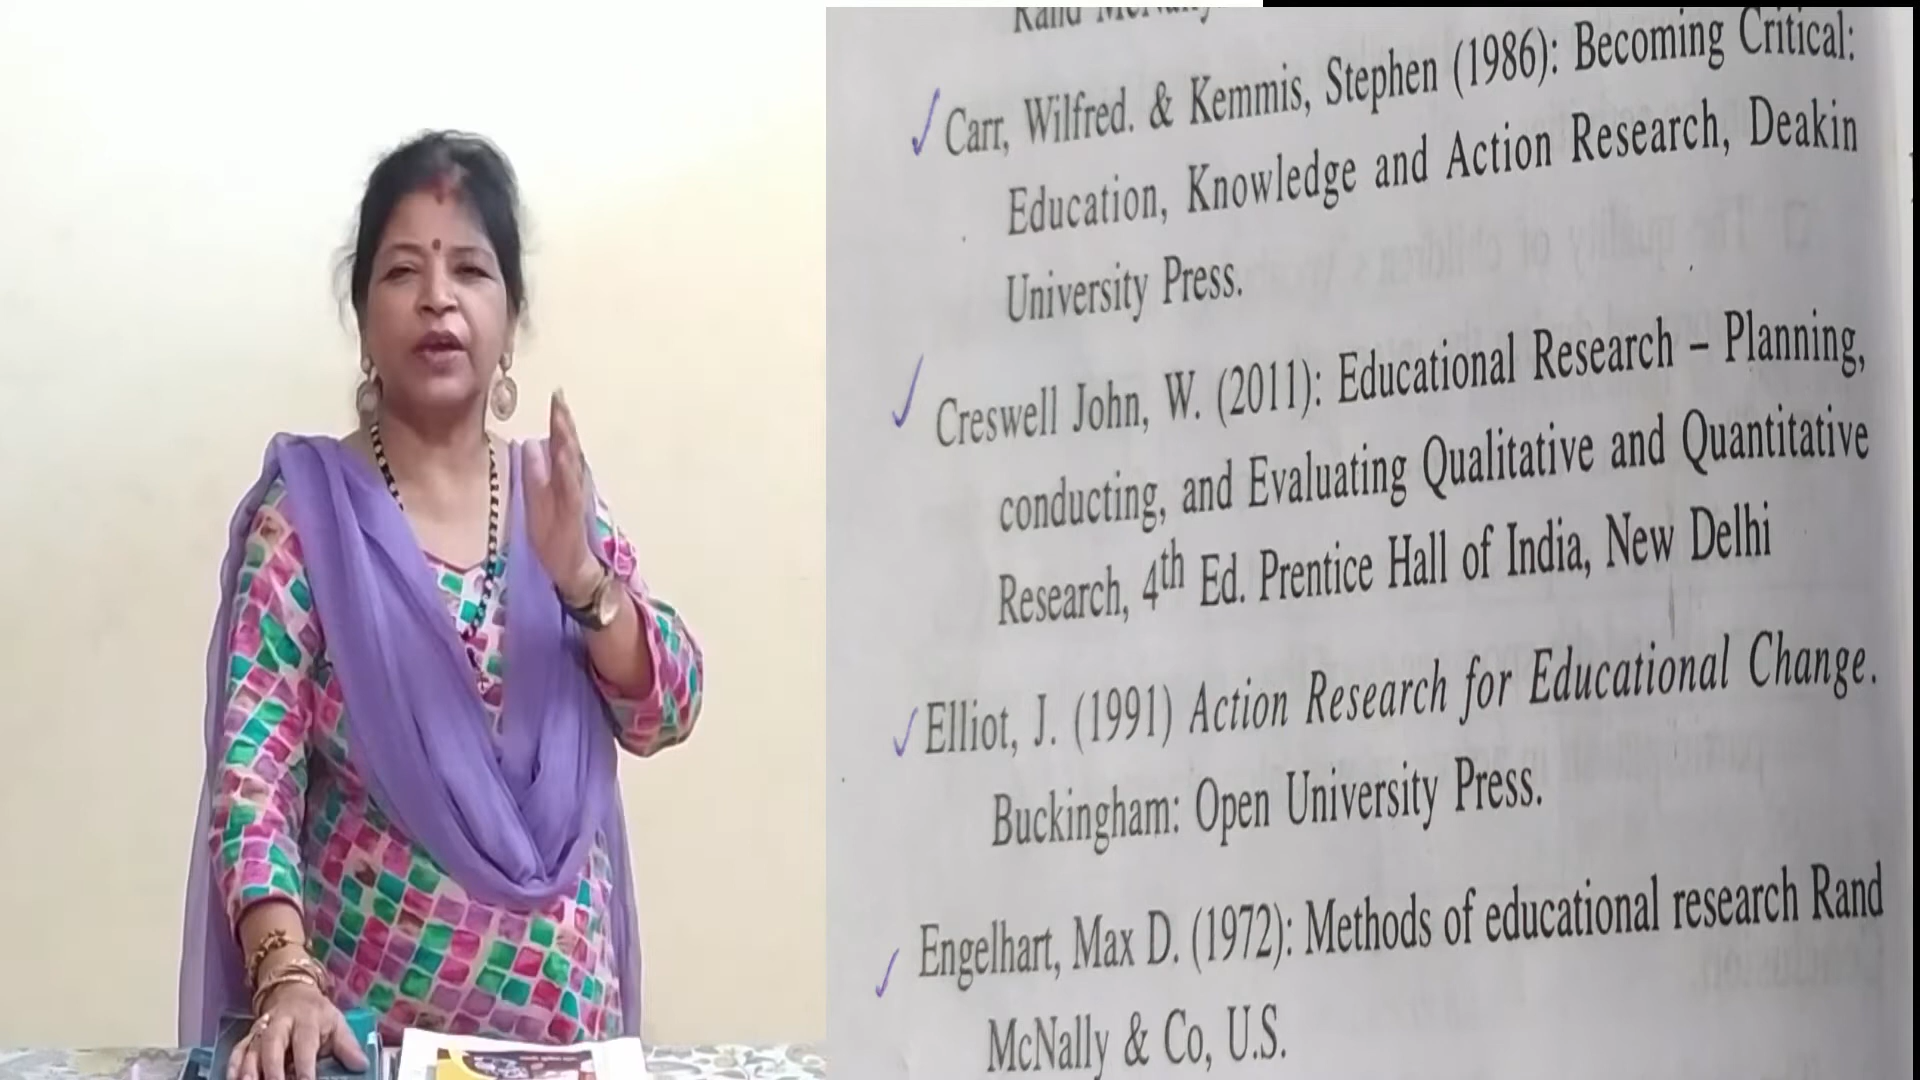 Rand McNally
Carr, Wilfred. & Kemmis, Stephen (1986): Becoming Critical:
Education, Knowledge and Action Research, Deakin
University Press.
Creswell John, W. (2011): Educational Research – Planning,
conducting, and Evaluating Qualitative and Quantitative
Research, 4th Ed. Prentice Hall of India, New Delhi
Elliot, J. (1991) Action Research for Educational Change.
Buckingham: Open University Press.
Engelhart, Max D. (1972): Methods of educational research Rand
McNally & Co, U.S.